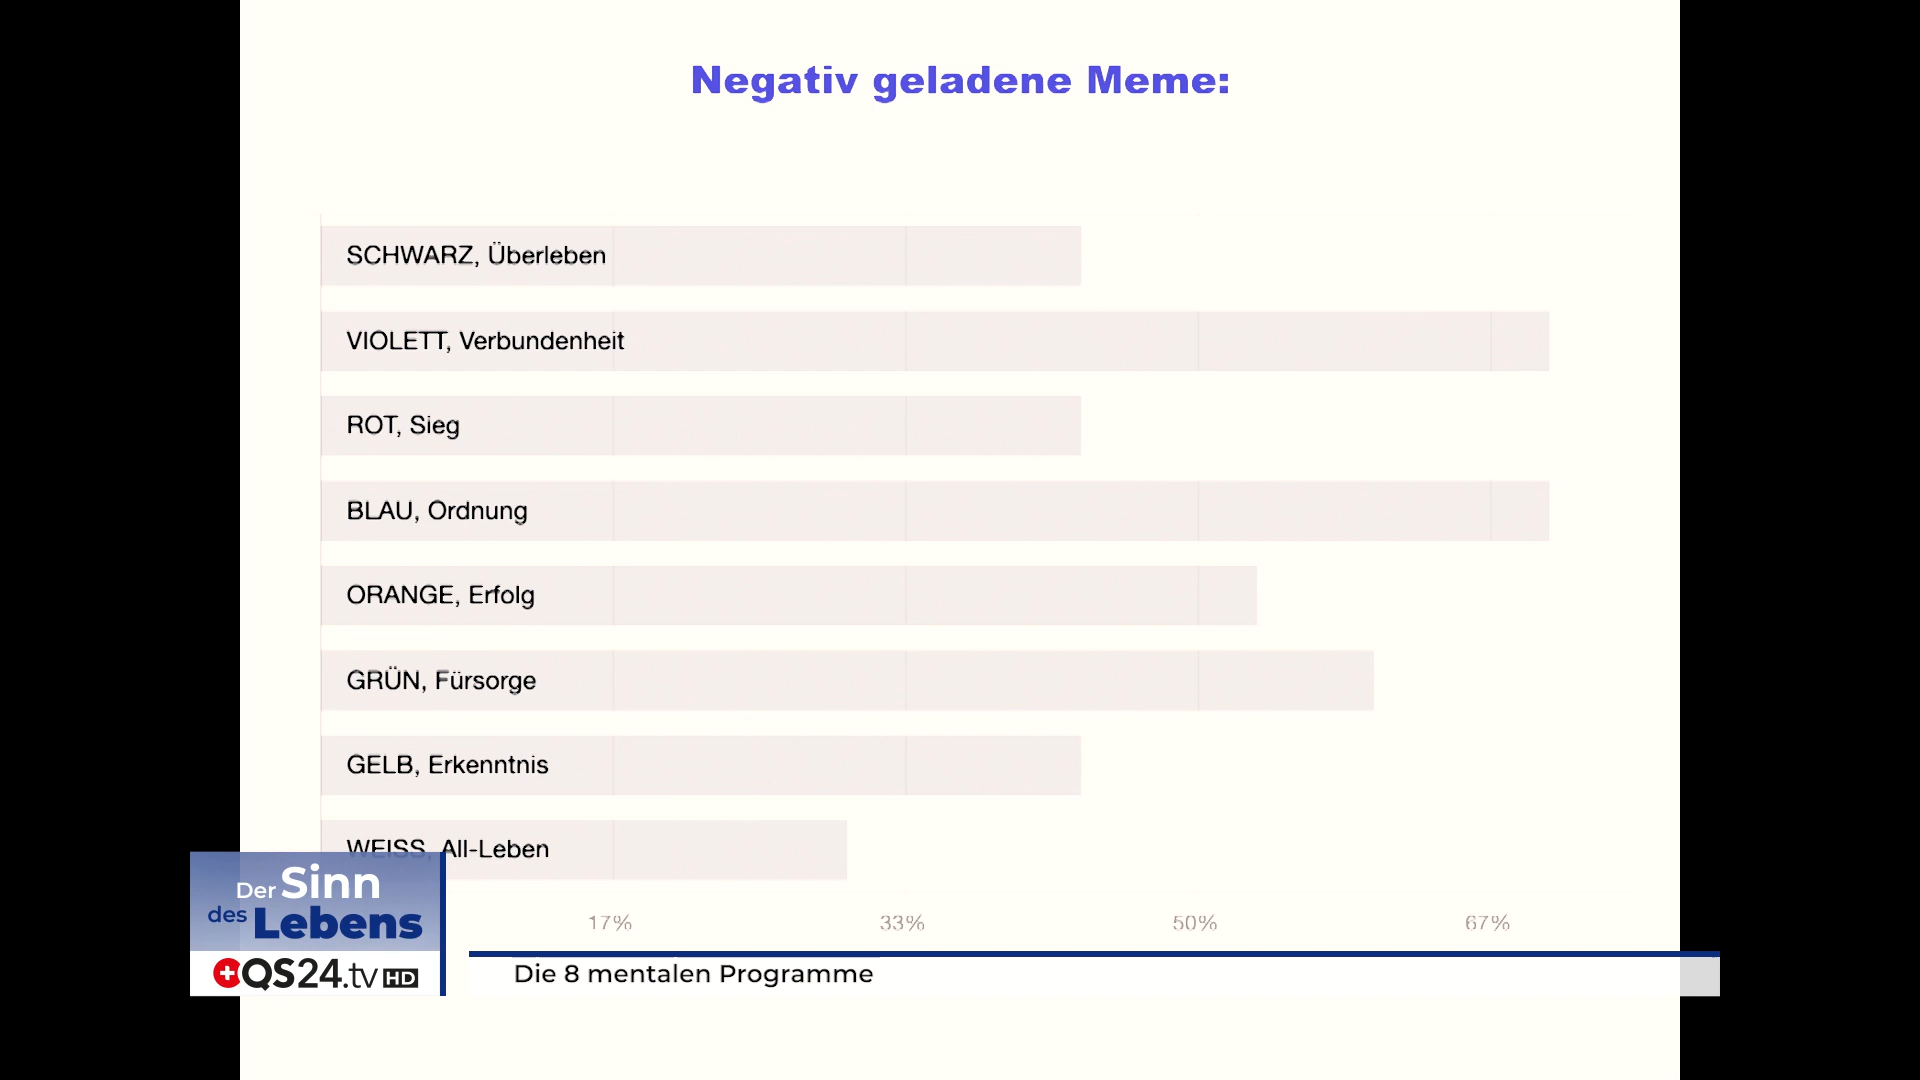 Negativ geladene Meme:
SCHWARZ, Überleben
VIOLETT, Verbundenheit
ROT, Sieg
BLAU, Ordnung
ORANGE, Erfolg
GRÜN, Fürsorge
GELB, Erkenntnis
WEISS, All-Leben
17% 33% 50% 67%
Der Sinn
des Lebens
QS24.tv HD
Die 8 mentalen Programme